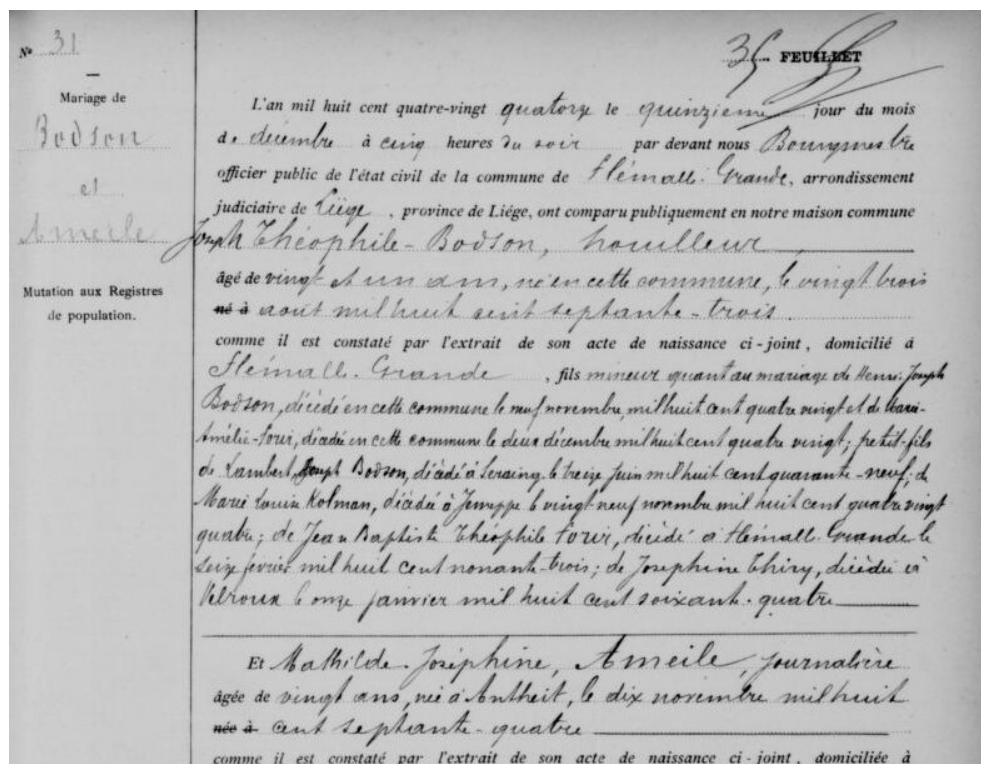 Nº 31
35 FEUILLET
Mariage de
Bodson
et
Ameile
Mutation aux Registres
de population.
L'an mil huit cent quatre-vingt quatorze le quinzième jour du mois
de décembre à cinq heures du soir par devant nous Bourgmestre
officier public de l'état civil de la commune de Flémalle-Grande, arrondissement
judiciaire de Liège, province de Liége, ont comparu publiquement en notre maison commune
Joseph Théophile-Bodson, houilleur,
âgé de vingt et un ans, né en cette commune, le vingt trois
né à août mil huit cent septante-trois.
comme il est constaté par l'extrait de son acte de naissance ci-joint, domicilié à
Flémalle-Grande, fils mineur quant au mariage de Henri Joseph
Bodson, décédé en cette commune le neuf novembre mil huit cent quatre vingt et de Marie-
Amélie-Forir, décédée en cette commune le deux décembre mil huit cent quatre vingt; petit-fils
de Lambert Joseph Bodson, décédé à Seraing le treize juin mil huit cent quarante-neuf; de
Marie Louise Kolman, décédée à Jemeppe le vingt-neuf novembre mil huit cent quatre vingt
quatre; de Jean Baptiste Théophile Forir, décédé à Flémalle-Grande le
seize février mil huit cent nonante-trois; de Josephine Thiry, décédée à
Velroux le onze janvier mil huit cent soixante-quatre
Et Mathilde-Joséphine, Ameile, journalière
âgée de vingt ans, née à Antheit, le dix novembre mil huit
née à cent septante-quatre
comme il est constaté par l'extrait de son acte de naissance ci-joint, domiciliée à